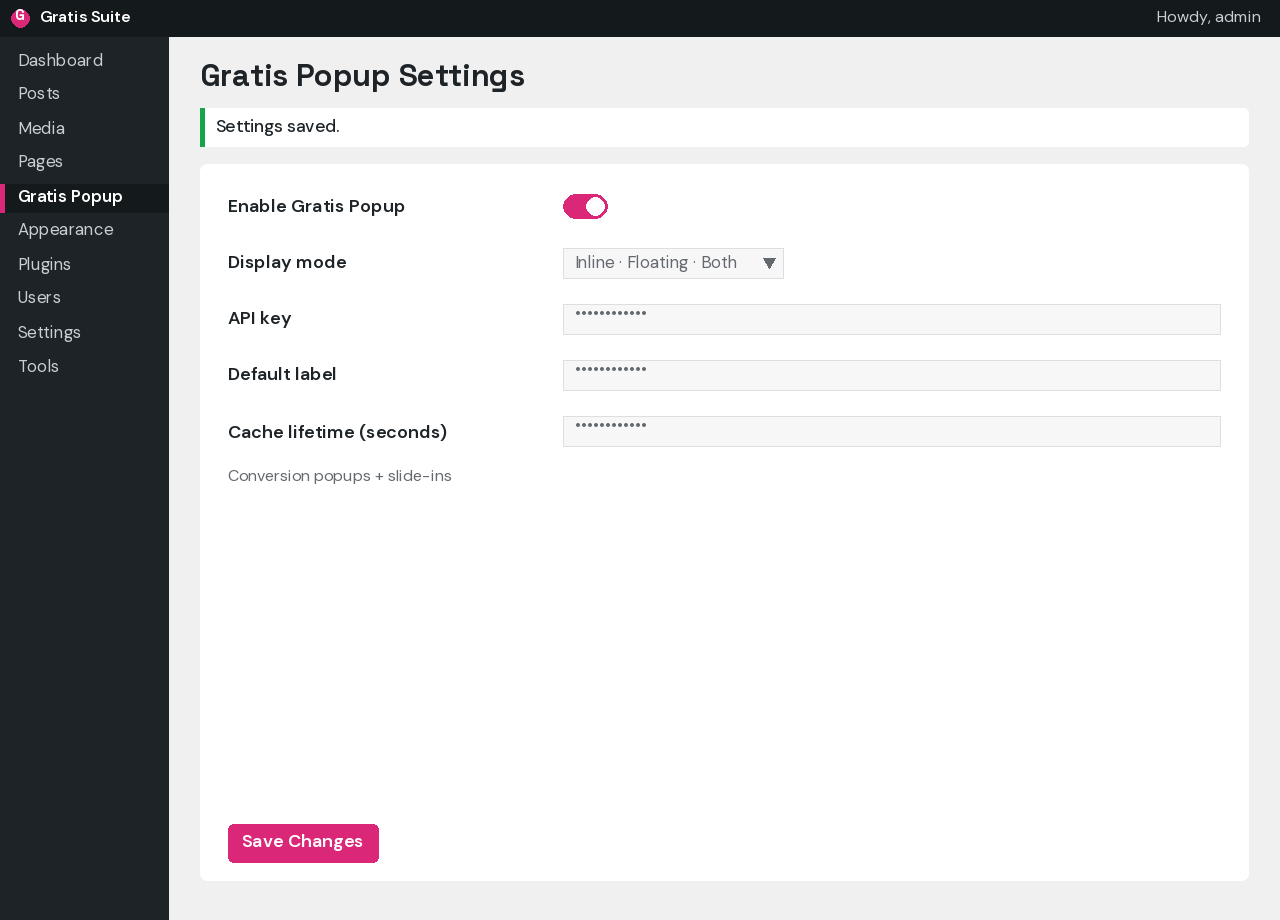 G Gratis Suite
Howdy, admin
Dashboard
Posts
Media
Pages
Gratis Popup
Appearance
Plugins
Users
Settings
Tools
Gratis Popup Settings
Settings saved.
Enable Gratis Popup
Display mode
Inline · Floating · Both ▼
API key
••••••••••••
Default label
••••••••••••
Cache lifetime (seconds)
••••••••••••
Conversion popups + slide-ins
Save Changes